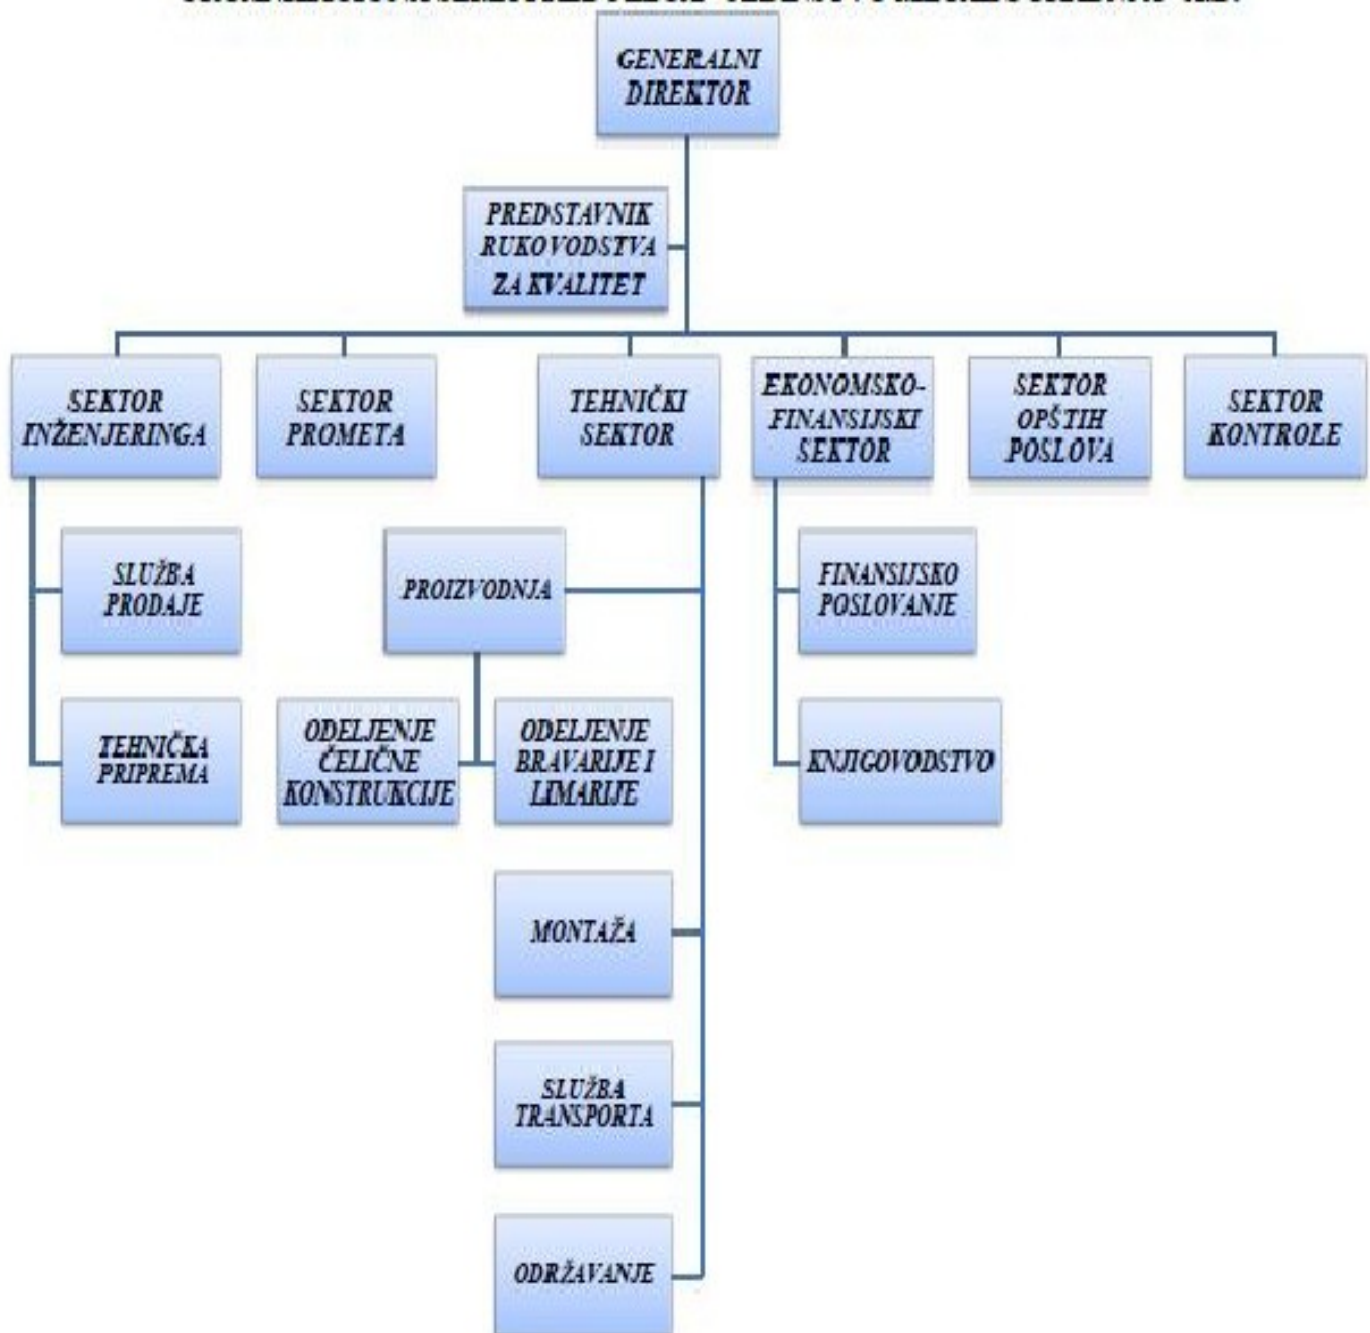 GENERALNI
DIREKTOR
PREDSTAVNIK
RUKOVODSTVA
ZA KVALITET
SEKTOR
INŽENJERINGA
SEKTOR
PROMETA
TEHNIČKI
SEKTOR
EKONOMSKO-
FINANSIJSKI
SEKTOR
SEKTOR
OPŠTIH
POSLOVA
SEKTOR
KONTROLE
SLUŽBA
PRODAJE
PROIZVODNJA
FINANSIJSKO
POSLOVANJE
TEHNIČKA
PRIPREMA
ODELJENJE
ČELIČNE
KONSTRUKCIJE
ODELJENJE
BRAVARIJE I
LIMARIJE
KNJIGOVODSTVO
MONTAŽA
SLUŽBA
TRANSPORTA
ODRŽAVANJE